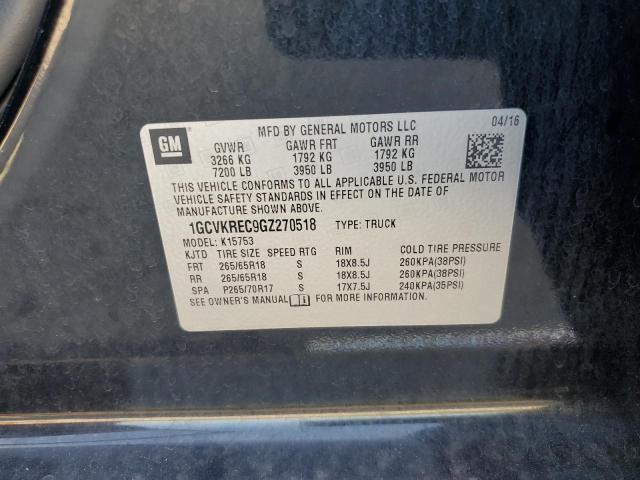 GM
MFD BY GENERAL MOTORS LLC
04/16
GVWR GAWR FRT GAWR RR
3266 KG 1792 KG 1792 KG
7200 LB 3950 LB 3950 LB
THIS VEHICLE CONFORMS TO ALL APPLICABLE U.S. FEDERAL MOTOR
VEHICLE SAFETY STANDARDS IN EFFECT ON THE DATE OF
MANUFACTURE SHOWN ABOVE.
1GCVKREC9GZ270518 TYPE: TRUCK
MODEL: K15753
KJTD TIRE SIZE SPEED RTG RIM COLD TIRE PRESSURE
FRT 265/65R18 S 18X8.5J 260KPA(38PSI)
RR 265/65R18 S 18X8.5J 260KPA(38PSI)
SPA P265/70R17 S 17X7.5J 240KPA(35PSI)
SEE OWNER'S MANUAL